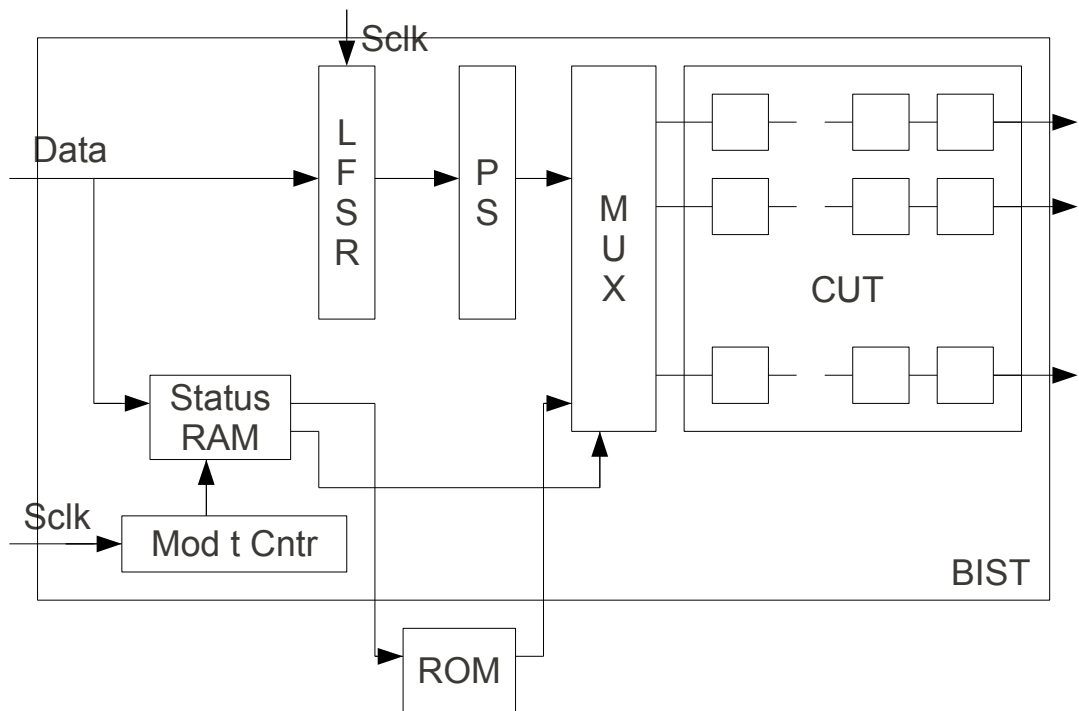 Sclk
Data
L
F
S
R
P
S
M
U
X
CUT
Status
RAM
Sclk
Mod t Cntr
BIST
ROM